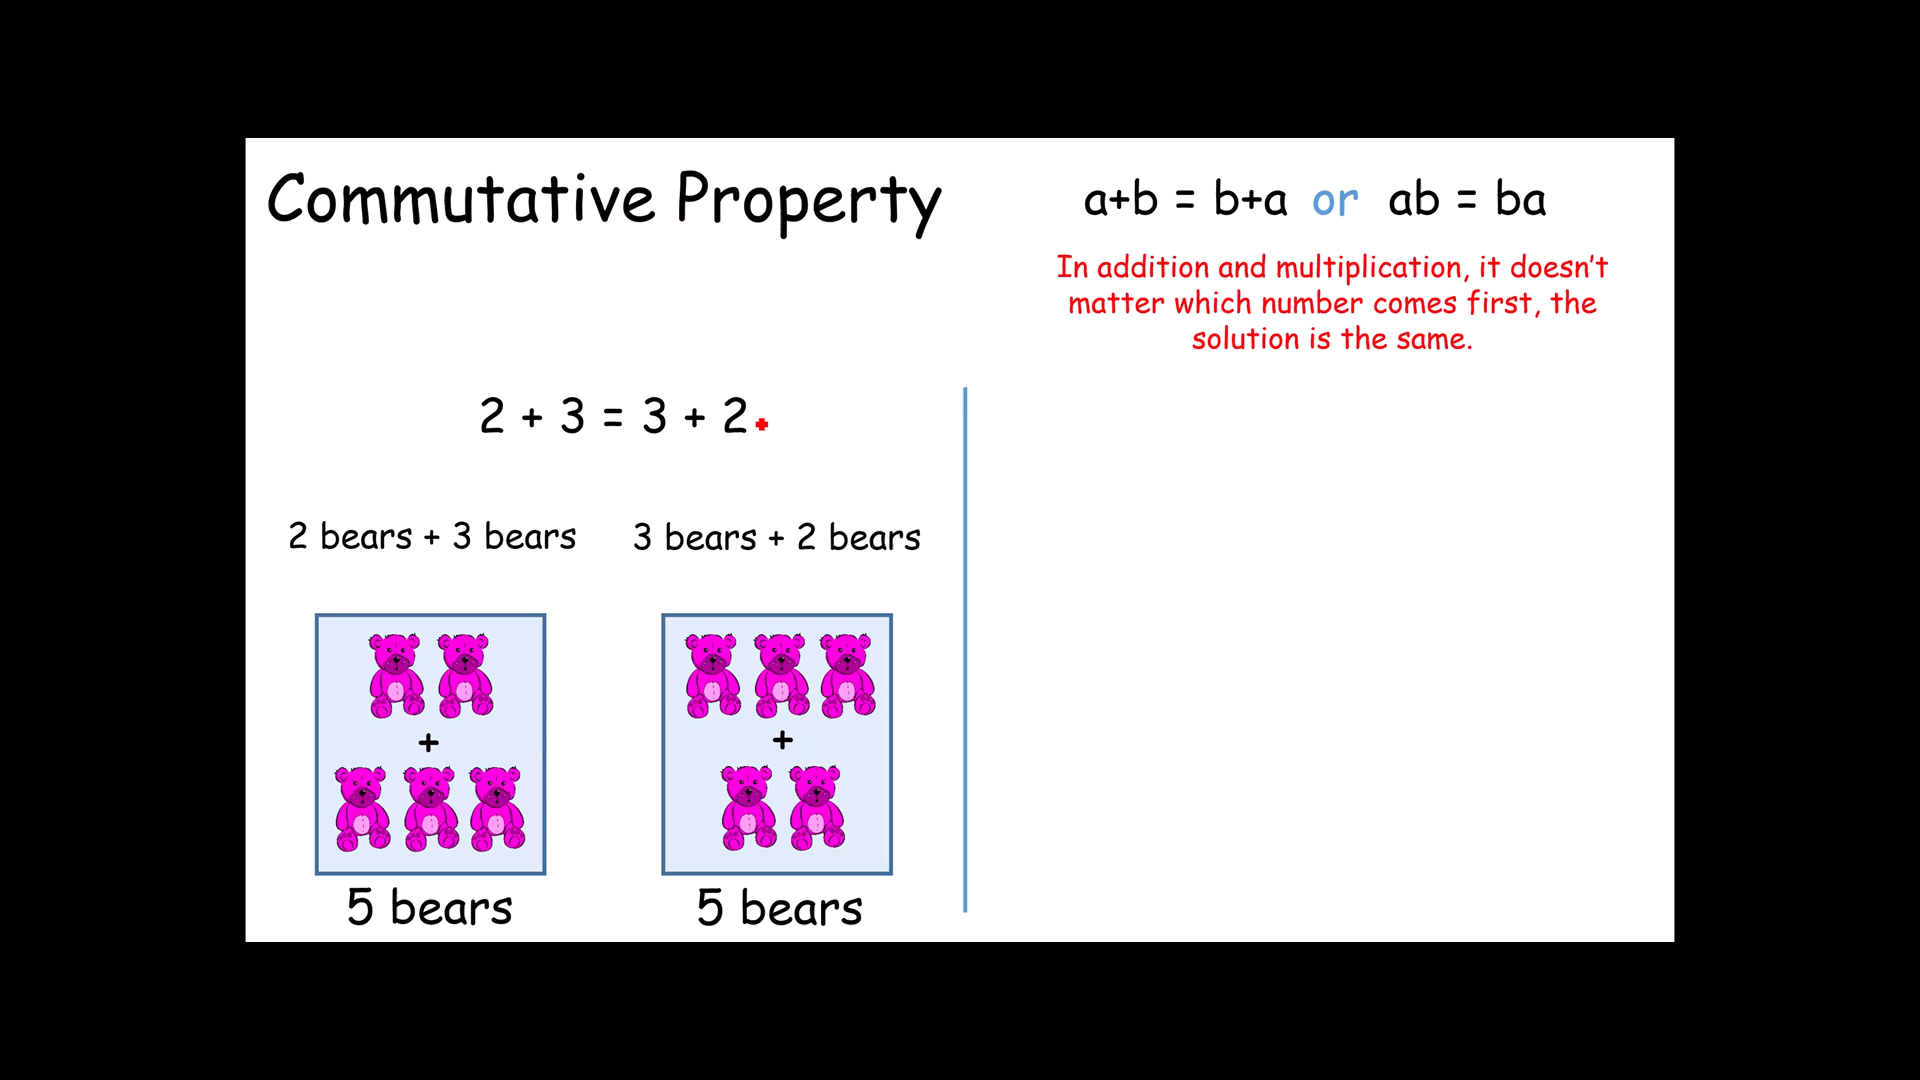 Commutative Property
a+b = b+a or ab = ba
In addition and multiplication, it doesn't
matter which number comes first, the
solution is the same.
2 + 3 = 3 + 2
2 bears + 3 bears
3 bears + 2 bears
+
+
5 bears
5 bears